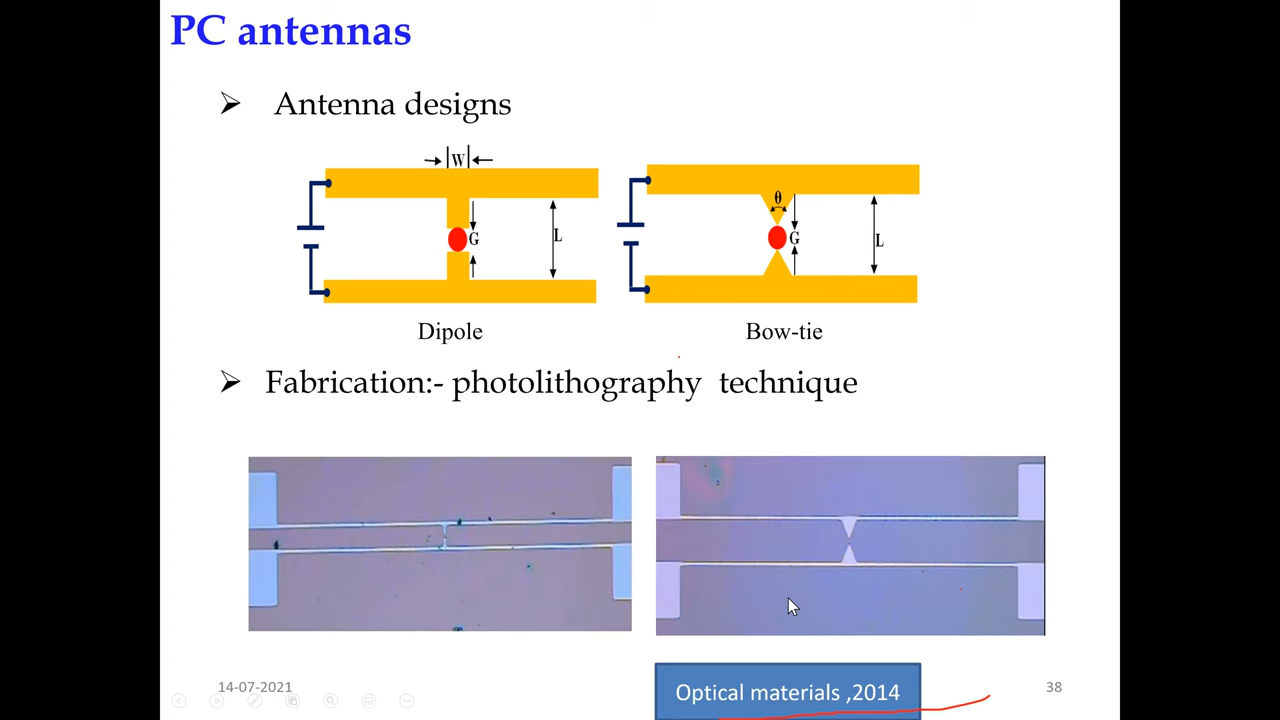 PC antennas
➢ Antenna designs
W
G
L
θ
G
L
Dipole
Bow-tie
➢ Fabrication:- photolithography technique
Optical materials ,2014
14-07-2021
38